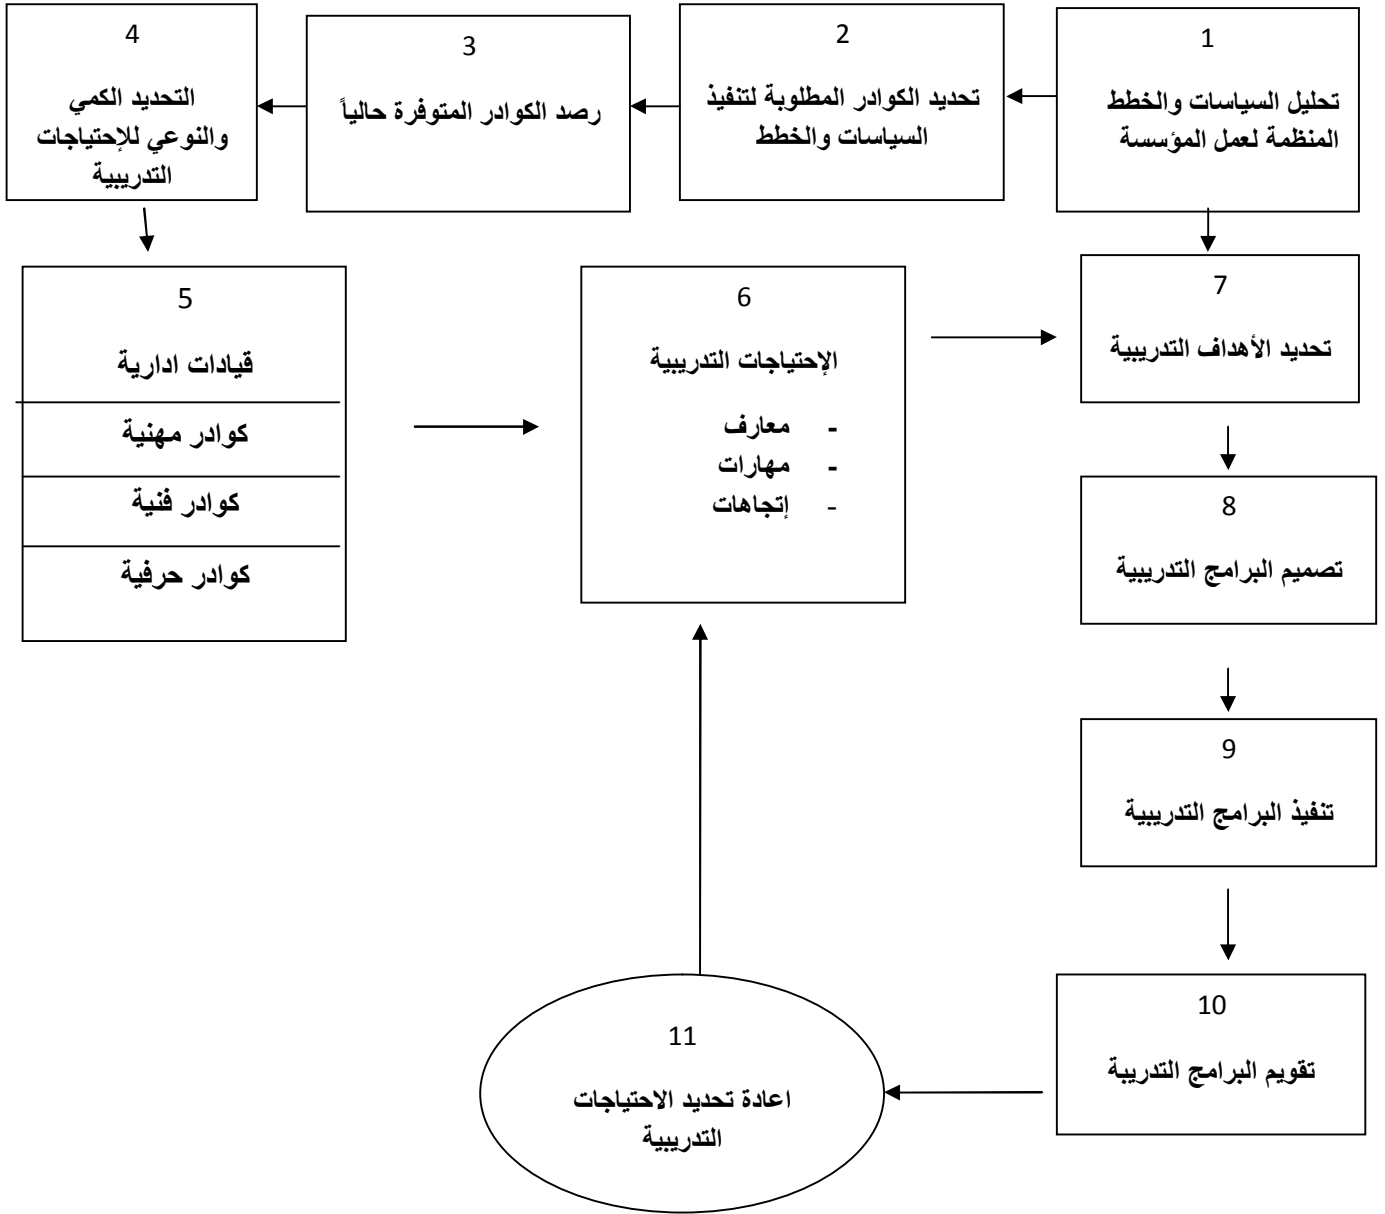 1
تحليل السياسات والخطط
المنظمة لعمل المؤسسة
2
تحديد الكوادر المطلوبة لتنفيذ
السياسات والخطط
3
رصد الكوادر المتوفرة حالياً
4
التحديد الكمي
والنوعي للإحتياجات
التدريبية
5
قيادات ادارية
كوادر مهنية
كوادر فنية
كوادر حرفية
6
الإحتياجات التدريبية
- معارف
- مهارات
- إتجاهات
7
تحديد الأهداف التدريبية
8
تصميم البرامج التدريبية
9
تنفيذ البرامج التدريبية
10
تقويم البرامج التدريبة
11
اعادة تحديد الاحتياجات
التدريبية